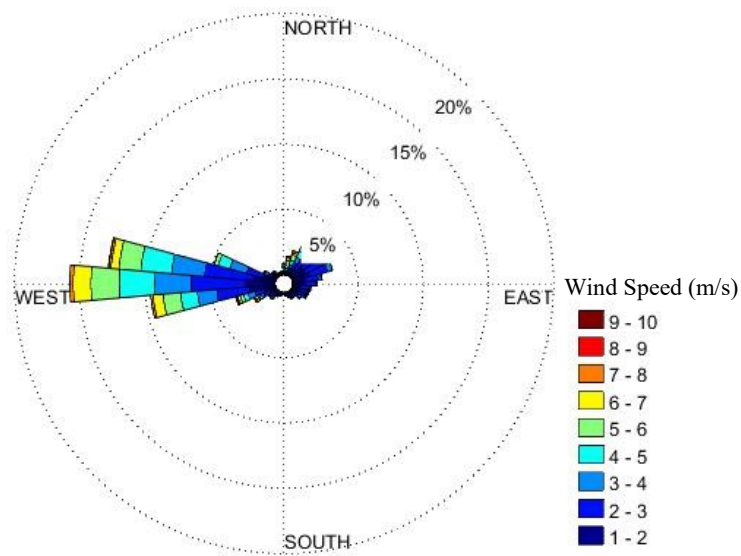 NORTH
20%
15%
10%
5%
WEST
EAST
SOUTH
Wind Speed (m/s)
9 - 10
8 - 9
7 - 8
6 - 7
5 - 6
4 - 5
3 - 4
2 - 3
1 - 2